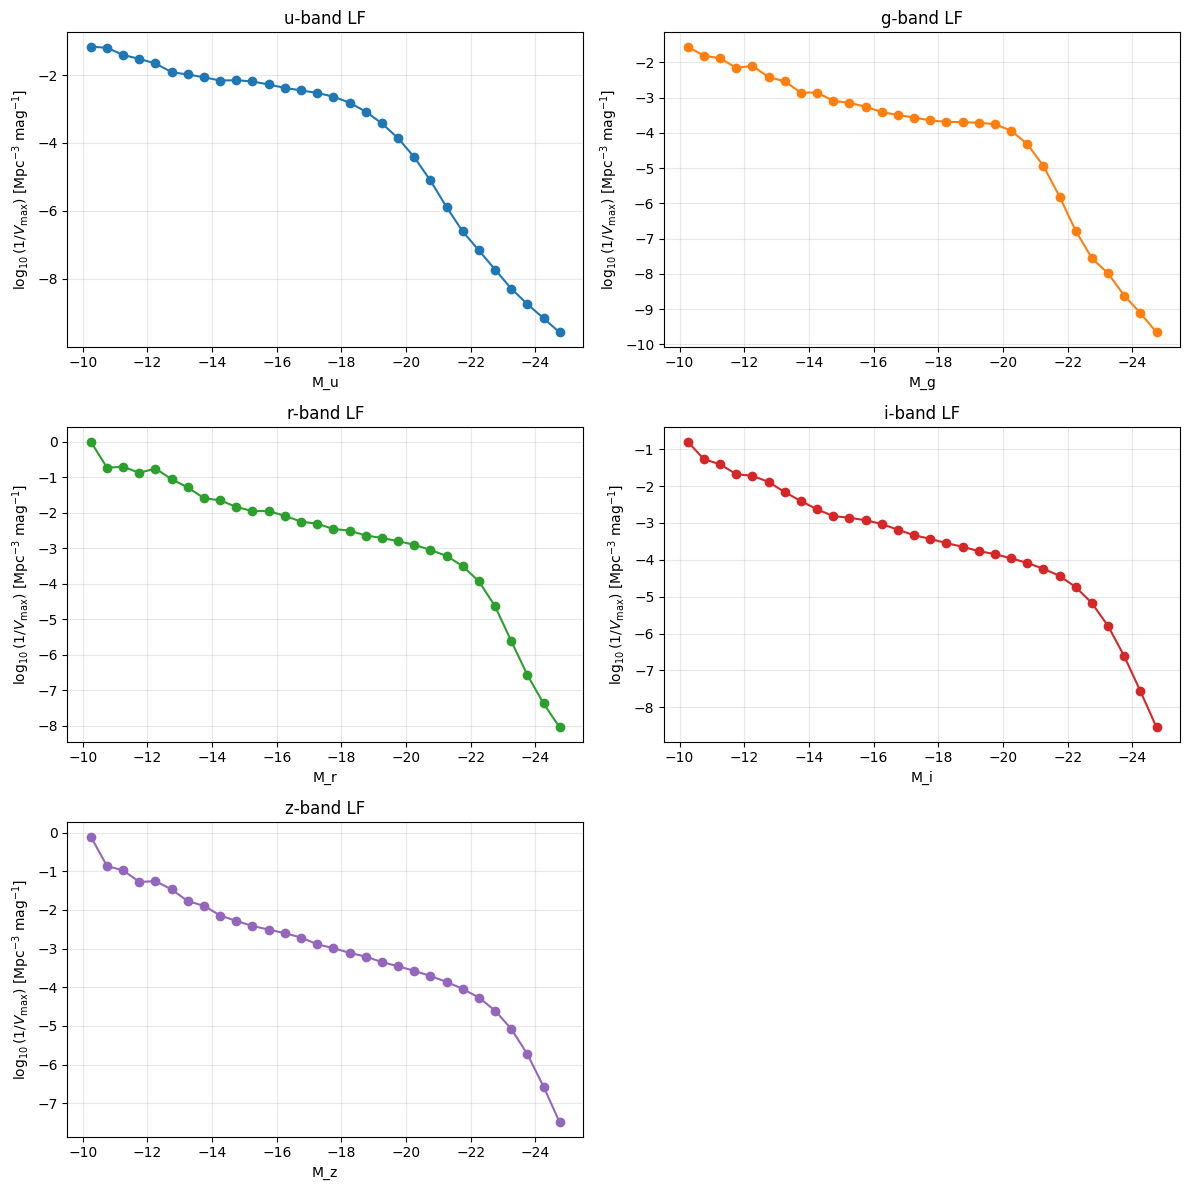 u-band LF
log₁₀ (1/Vₘₐₓ) [Mpc⁻³ mag⁻¹]
−2
−4
−6
−8
−10 −12 −14 −16 −18 −20 −22 −24
M_u
g-band LF
log₁₀ (1/Vₘₐₓ) [Mpc⁻³ mag⁻¹]
−2
−3
−4
−5
−6
−7
−8
−9
−10
−10 −12 −14 −16 −18 −20 −22 −24
M_g
r-band LF
log₁₀ (1/Vₘₐₓ) [Mpc⁻³ mag⁻¹]
0
−1
−2
−3
−4
−5
−6
−7
−8
−10 −12 −14 −16 −18 −20 −22 −24
M_r
i-band LF
log₁₀ (1/Vₘₐₓ) [Mpc⁻³ mag⁻¹]
−1
−2
−3
−4
−5
−6
−7
−8
−10 −12 −14 −16 −18 −20 −22 −24
M_i
z-band LF
log₁₀ (1/Vₘₐₓ) [Mpc⁻³ mag⁻¹]
0
−1
−2
−3
−4
−5
−6
−7
−10 −12 −14 −16 −18 −20 −22 −24
M_z